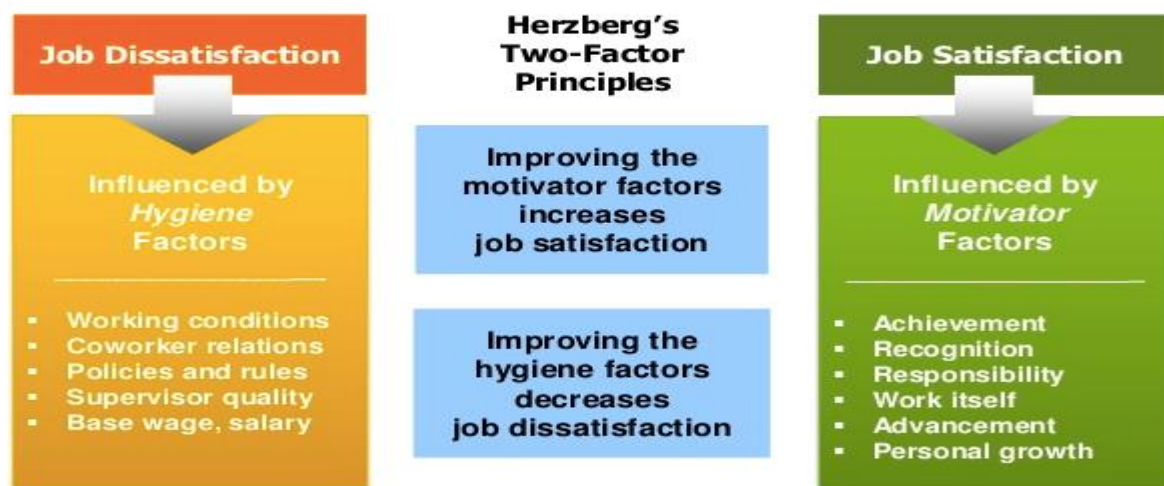 Job Dissatisfaction
Influenced by
Hygiene
Factors
▪ Working conditions
▪ Coworker relations
▪ Policies and rules
▪ Supervisor quality
▪ Base wage, salary
Herzberg’s
Two-Factor
Principles
Improving the
motivator factors
increases
job satisfaction
Improving the
hygiene factors
decreases
job dissatisfaction
Job Satisfaction
Influenced by
Motivator
Factors
▪ Achievement
▪ Recognition
▪ Responsibility
▪ Work itself
▪ Advancement
▪ Personal growth